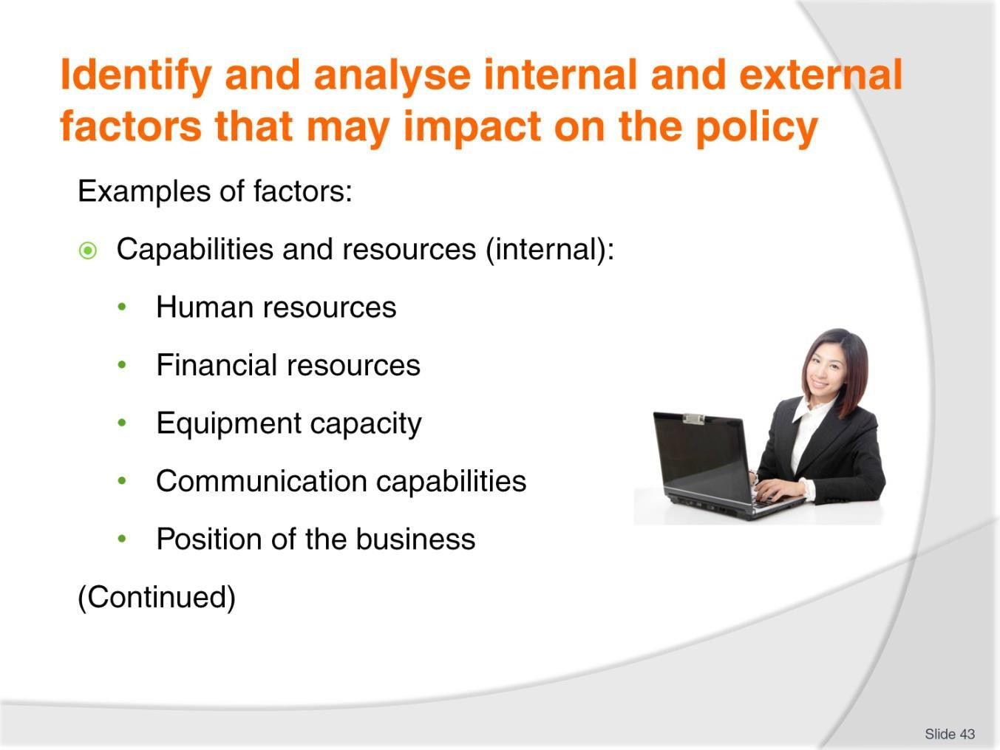 Identify and analyse internal and external
factors that may impact on the policy
Examples of factors:
Capabilities and resources (internal):
• Human resources
• Financial resources
• Equipment capacity
• Communication capabilities
• Position of the business
(Continued)
Slide 43